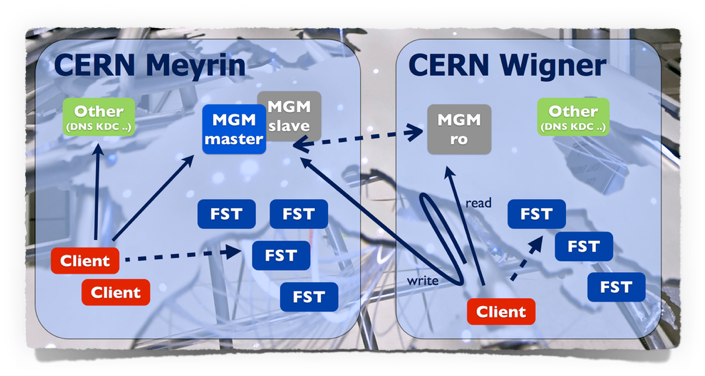 CERN Meyrin
Other
(DNS KDC ..)
MGM
master
MGM
slave
FST
FST
FST
FST
Client
Client
CERN Wigner
MGM
ro
Other
(DNS KDC ..)
read
write
FST
FST
FST
Client